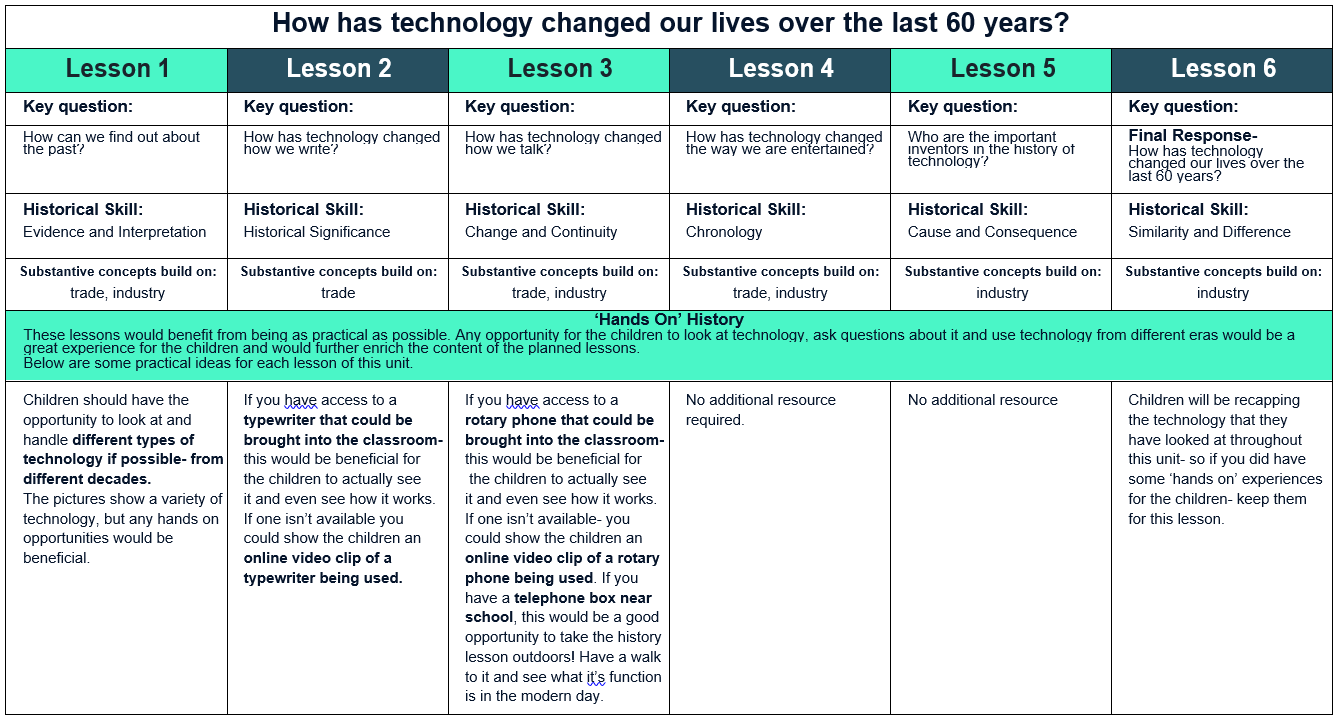 How has technology changed our lives over the last 60 years?
Lesson 1
Lesson 2
Lesson 3
Lesson 4
Lesson 5
Lesson 6
Key question:
Key question:
Key question:
Key question:
Key question:
Key question:
How can we find out about
the past?
How has technology changed
how we write?
How has technology changed
how we talk?
How has technology changed
the way we are entertained?
Who are the important
inventors in the history of
technology?
Final Response-
How has technology
changed our lives over the
last 60 years?
Historical Skill:
Evidence and Interpretation
Historical Skill:
Historical Significance
Historical Skill:
Change and Continuity
Historical Skill:
Chronology
Historical Skill:
Cause and Consequence
Historical Skill:
Similarity and Difference
Substantive concepts build on:
trade, industry
Substantive concepts build on:
trade
Substantive concepts build on:
trade, industry
Substantive concepts build on:
trade, industry
Substantive concepts build on:
industry
Substantive concepts build on:
industry
‘Hands On’ History
These lessons would benefit from being as practical as possible. Any opportunity for the children to look at technology, ask questions about it and use technology from different eras would be a
great experience for the children and would further enrich the content of the planned lessons.
Below are some practical ideas for each lesson of this unit.
Children should have the
opportunity to look at and
handle different types of
technology if possible- from
different decades.
The pictures show a variety of
technology, but any hands on
opportunities would be
beneficial.
If you have access to a
typewriter that could be
brought into the classroom-
this would be beneficial for
the children to actually see
it and even see how it works.
If one isn’t available you
could show the children an
online video clip of a
typewriter being used.
If you have access to a
rotary phone that could be
brought into the classroom-
this would be beneficial for
the children to actually see
it and even see how it works.
If one isn’t available- you
could show the children an
online video clip of a rotary
phone being used. If you
have a telephone box near
school, this would be a good
opportunity to take the history
lesson outdoors! Have a walk
to it and see what it’s function
is in the modern day.
No additional resource
required.
No additional resource
Children will be recapping
the technology that they
have looked at throughout
this unit- so if you did have
some ‘hands on’ experiences
for the children- keep them
for this lesson.